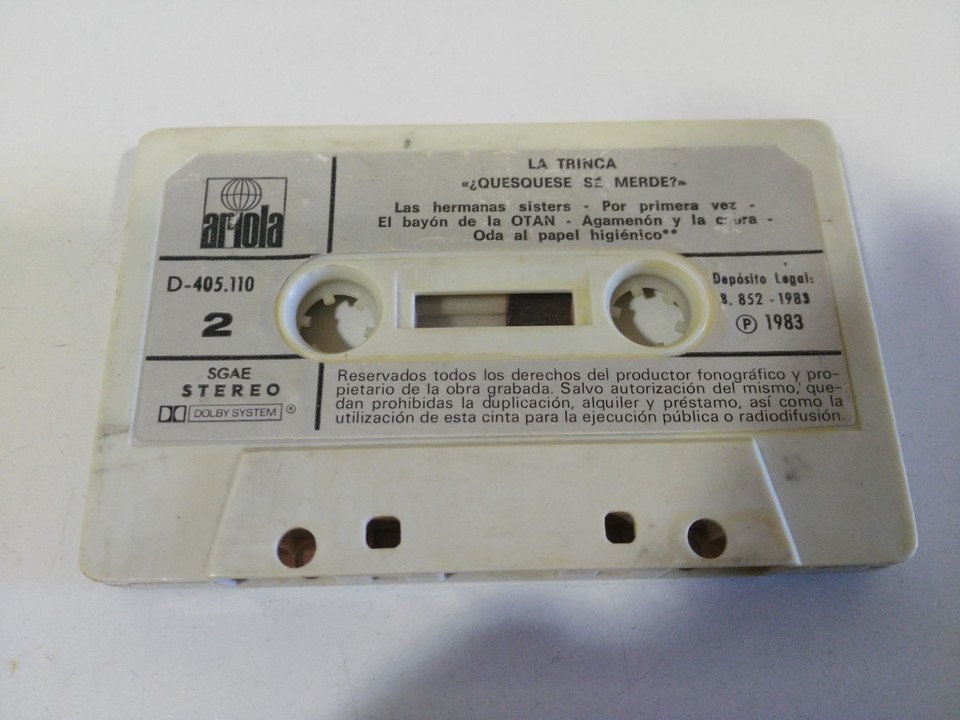 LA TRINCA
«¿QUESQUESE SE MERDE?»
Las hermanas sisters - Por primera vez -
El bayón de la OTAN - Agamenón y la -
Oda al papel higiénico**
ariola
D-405.110
2
Depósito Legal:
B. 852 - 1983
Ⓟ 1983
SGAE
STEREO
DOLBY SYSTEM ®
Reservados todos los derechos del productor fonográfico y pro-
pietario de la obra grabada. Salvo autorización del mismo, que-
dan prohibidas la duplicación, alquiler y préstamo, así como la
utilización de esta cinta para la ejecución pública o radiodifusión.